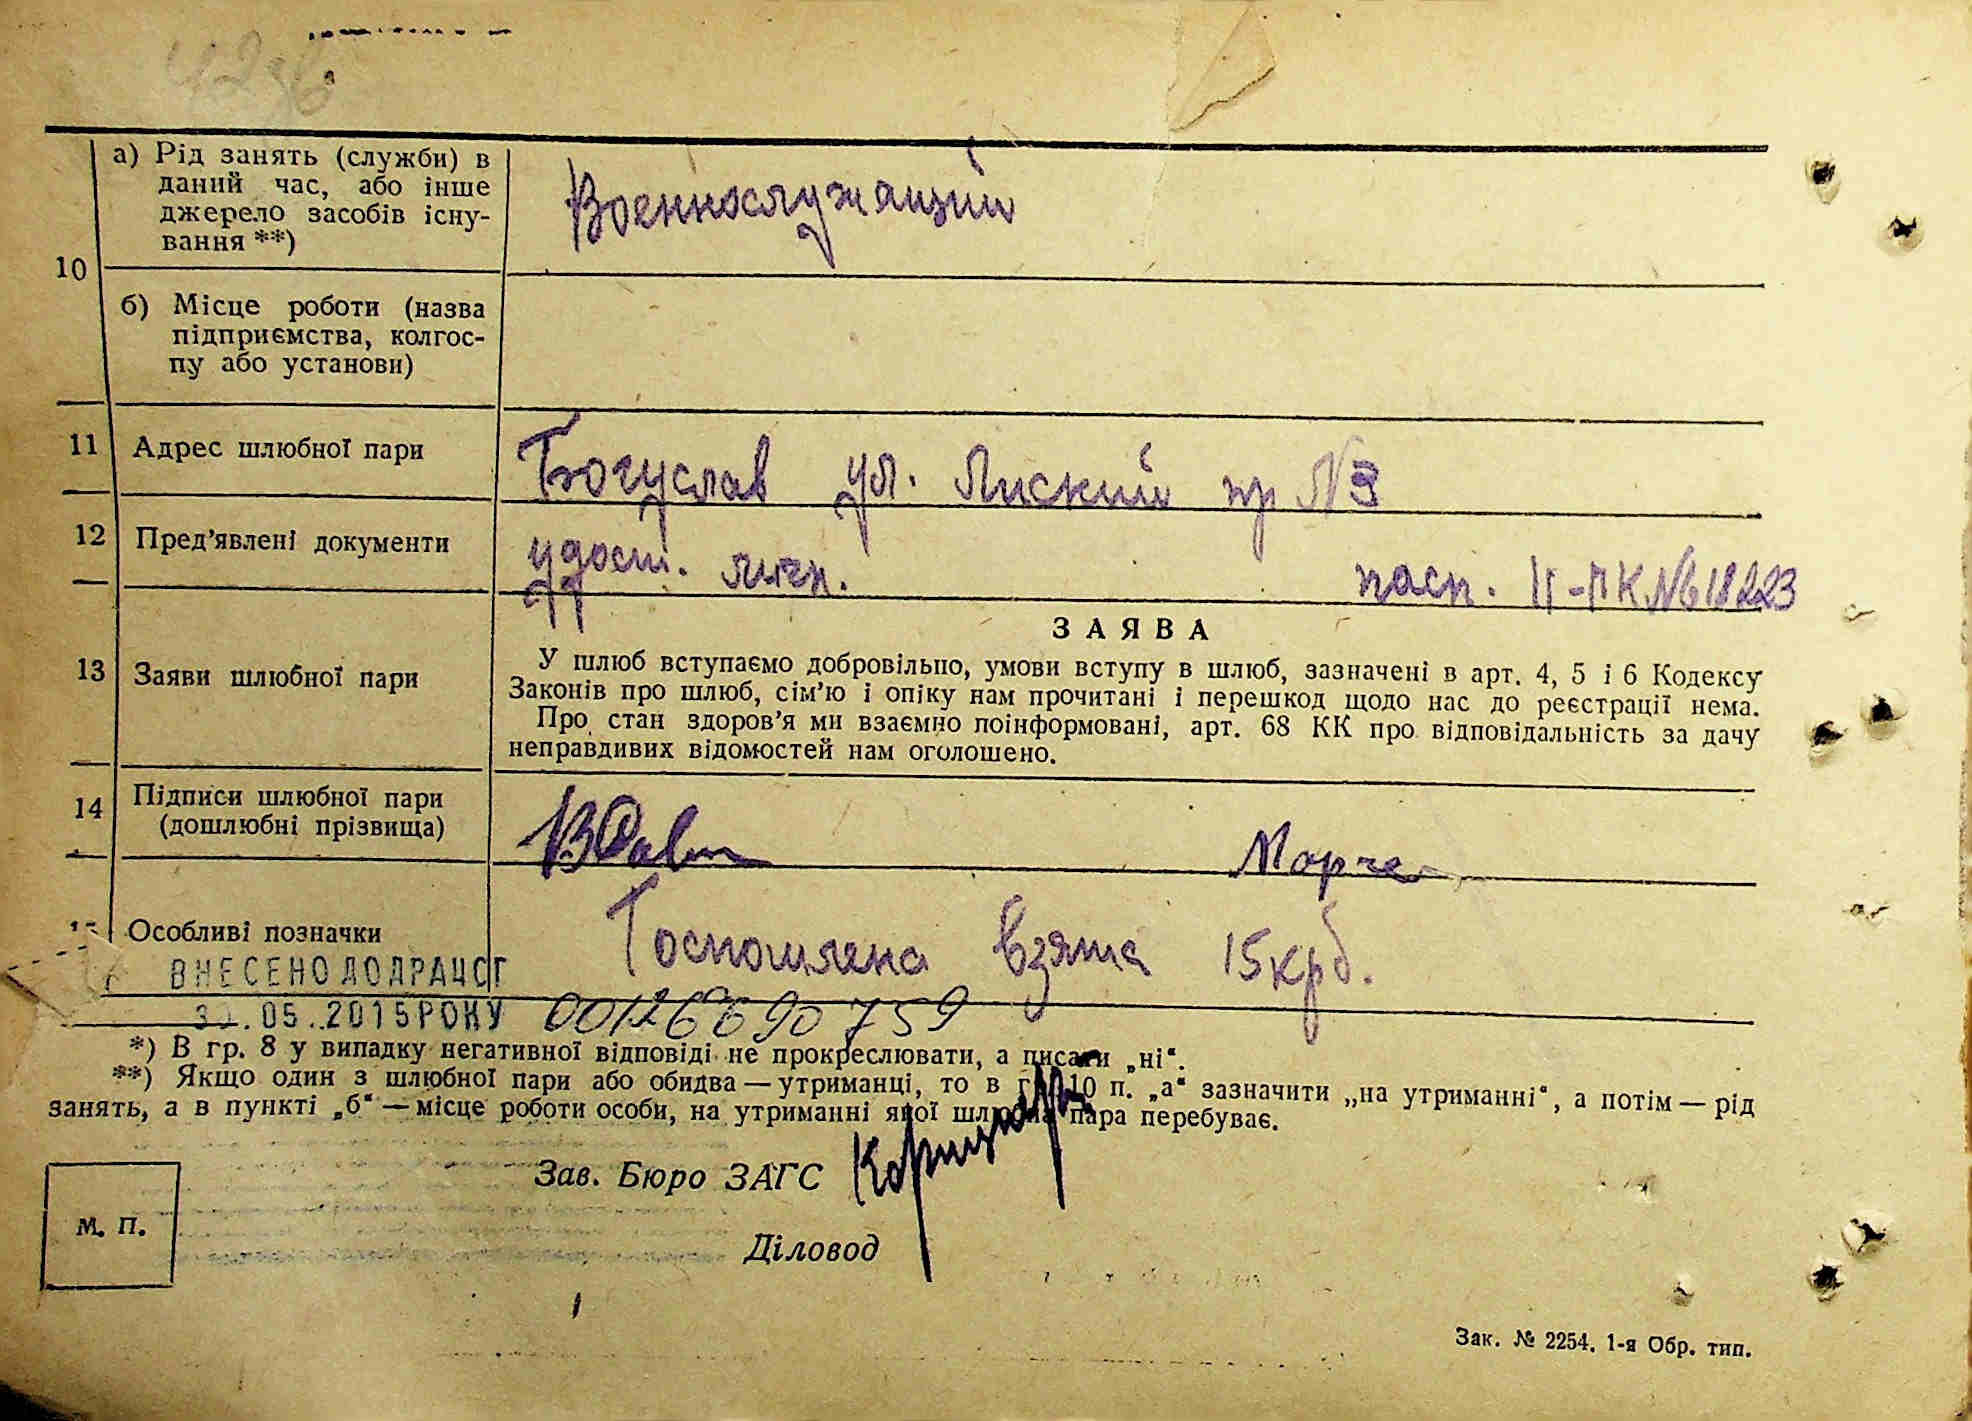 а) Рід занять (служби) в
даний час, або інше
джерело засобів існу-
вання **)
Военнослужащий
10
б) Місце роботи (назва
підприємства, колгос-
пу або установи)
11 Адрес шлюбної пари Богуслав ул. Лиский пр №3
12 Пред'явлені документи удост. личн. пасп. II-ПК №618223
ЗАЯВА
13 Заяви шлюбної пари
У шлюб вступаємо добровільно, умови вступу в шлюб, зазначені в арт. 4, 5 і 6 Кодексу
Законів про шлюб, сім'ю і опіку нам прочитані і перешкод щодо нас до реєстрації нема.
Про стан здоров'я ми взаємно поінформовані, арт. 68 КК про відповідальність за дачу
неправдивих відомостей нам оголошено.
14 Підписи шлюбної пари
(дошлюбні прізвища)
Особливі позначки Госпошлена взята 15 крб.
ВНЕСЕНО ДО ДРАЦСГ
.05.2015 РОКУ 00126690759
*) В гр. 8 у випадку негативної відповіді не прокреслювати, а писати „ні“.
**) Якщо один з шлюбної пари або обидва — утриманці, то в гр. 10 п. „а“ зазначити „на утриманні“, а потім — рід
занять, а в пункті „б“ — місце роботи особи, на утриманні якої шлюбна пара перебуває.
Зав. Бюро ЗАГС
М. П.
Діловод
Зак. № 2254. 1-я Обр. тип.